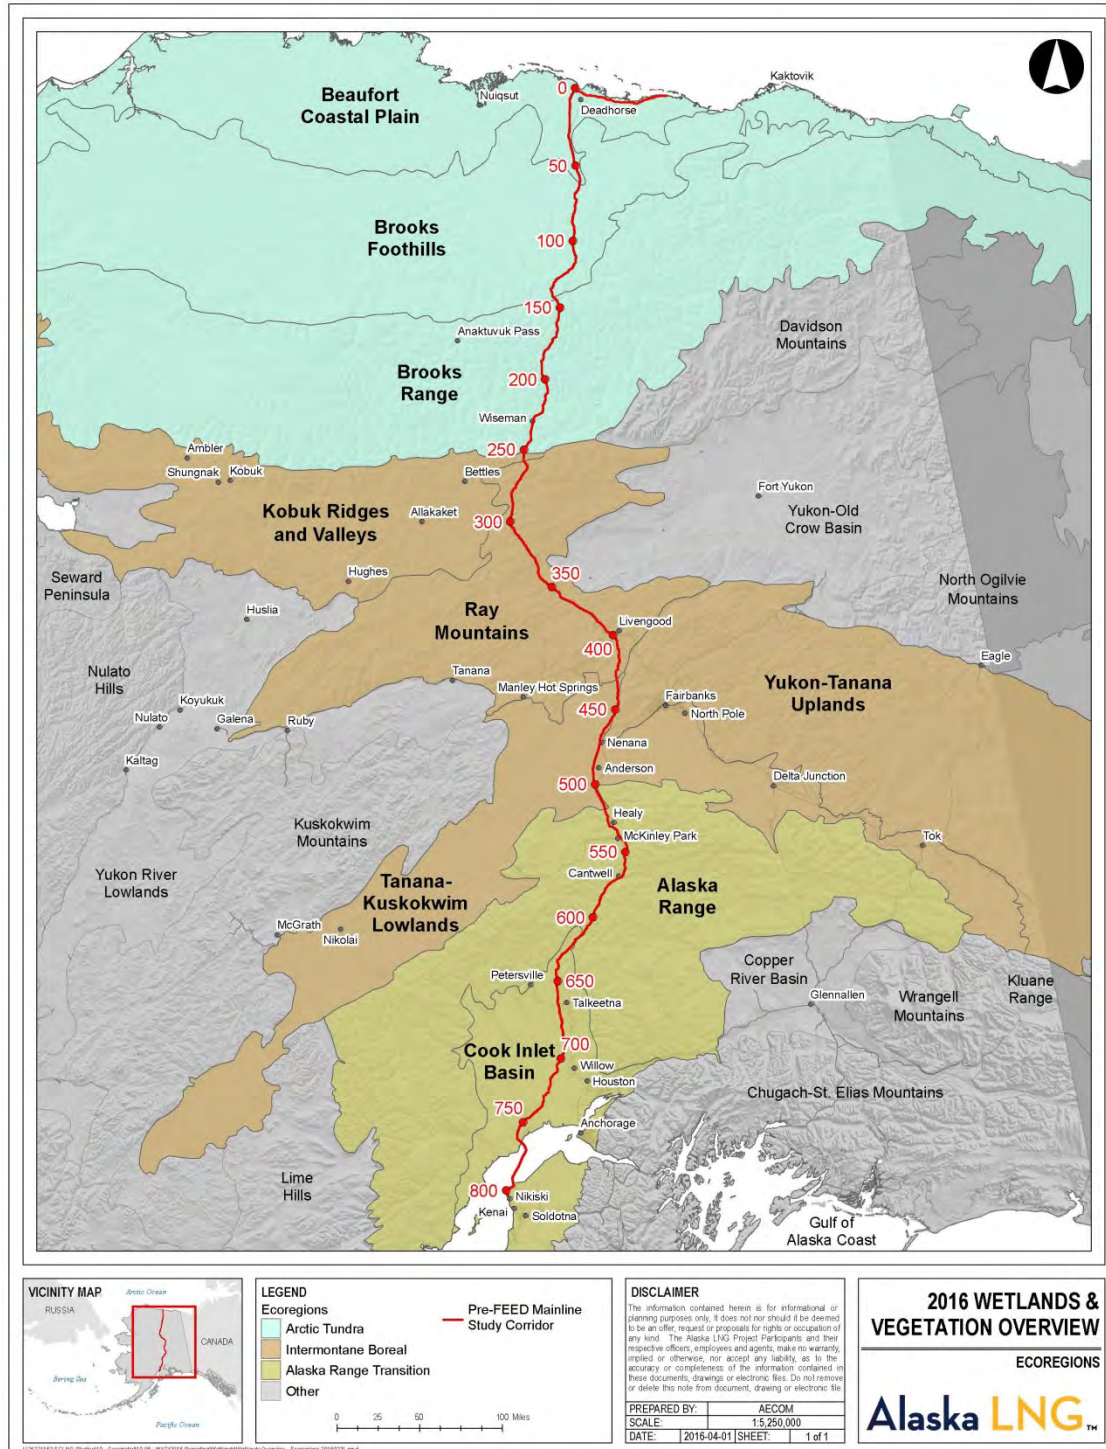 Beaufort
Coastal Plain
Nuiqsut
0
Deadhorse
Kaktovik
50
Brooks
Foothills
100
150
Anaktuvuk Pass
Davidson
Mountains
Brooks
Range
200
Wiseman
250
Ambler
Shungnak
Kobuk
Bettles
Fort Yukon
Kobuk Ridges
and Valleys
Allakaket
300
Yukon-Old
Crow Basin
Seward
Peninsula
Hughes
350
North Ogilvie
Mountains
Huslia
Ray
Mountains
Livengood
400
Eagle
Nulato
Hills
Tanana
Manley Hot Springs
Yukon-Tanana
Uplands
Koyukuk
Nulato
Galena
Ruby
450
Fairbanks
North Pole
Nenana
Kaltag
Anderson
500
Delta Junction
Kuskokwim
Mountains
Healy
McKinley Park
550
Tok
Yukon River
Lowlands
Cantwell
Tanana-
Kuskokwim
Lowlands
Alaska
Range
600
McGrath
Nikolai
Petersville
650
Copper
River Basin
Kluane
Range
Talkeetna
Glennallen
Wrangell
Mountains
700
Cook Inlet
Basin
Willow
Houston
Chugach-St. Elias Mountains
750
Anchorage
Lime
Hills
800
Nikiski
Kenai
Soldotna
Gulf of
Alaska Coast
VICINITY MAP
Arctic Ocean
RUSSIA
CANADA
Bering Sea
Pacific Ocean
LEGEND
Ecoregions
Arctic Tundra
Intermontane Boreal
Alaska Range Transition
Other
Pre-FEED Mainline
Study Corridor
0 25 50 100 Miles
DISCLAIMER
The information contained herein is for informational or
planning purposes only, it does not nor should it be deemed
to be an offer, request or proposals for rights or occupation of
any kind. The Alaska LNG Project Participants and their
respective officers, employees and agents, make no warranty,
implied or otherwise, nor accept any liability, as to the
accuracy or completeness of the information contained in
these documents, drawings or electronic files. Do not remove
or delete this note from document, drawing or electronic file.
PREPARED BY: AECOM
SCALE: 1:5,250,000
DATE: 2016-04-01 SHEET: 1 of 1
2016 WETLANDS &
VEGETATION OVERVIEW
ECOREGIONS
Alaska LNG TM